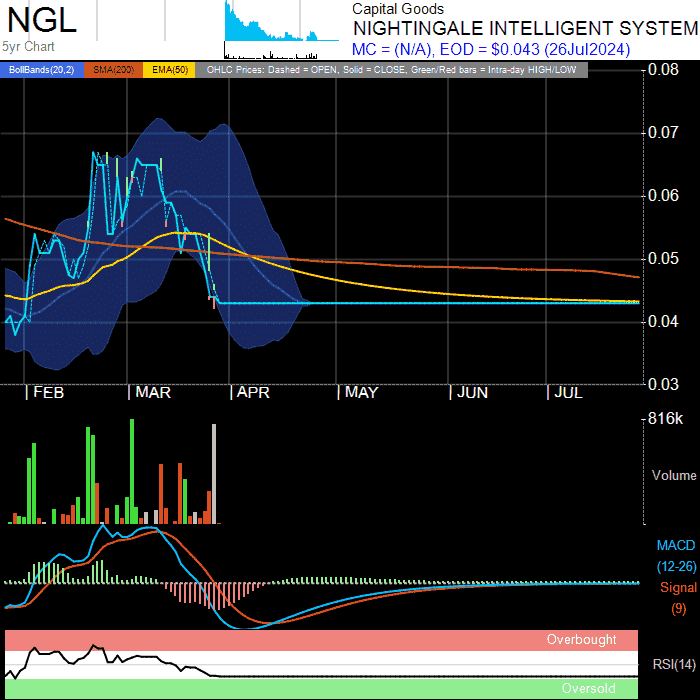 NGL
5yr Chart
Capital Goods
NIGHTINGALE INTELLIGENT SYSTEM
MC = (N/A), EOD = $0.043 (26Jul2024)
BollBands(20,2) SMA(200) EMA(50) OHLC Prices: Dashed = OPEN, Solid = CLOSE, Green/Red bars = Intra-day HIGH/LOW
0.08
0.07
0.06
0.05
0.04
0.03
FEB MAR APR MAY JUN JUL
816k
Volume
MACD
(12-26)
Signal
(9)
Overbought
RSI(14)
Oversold